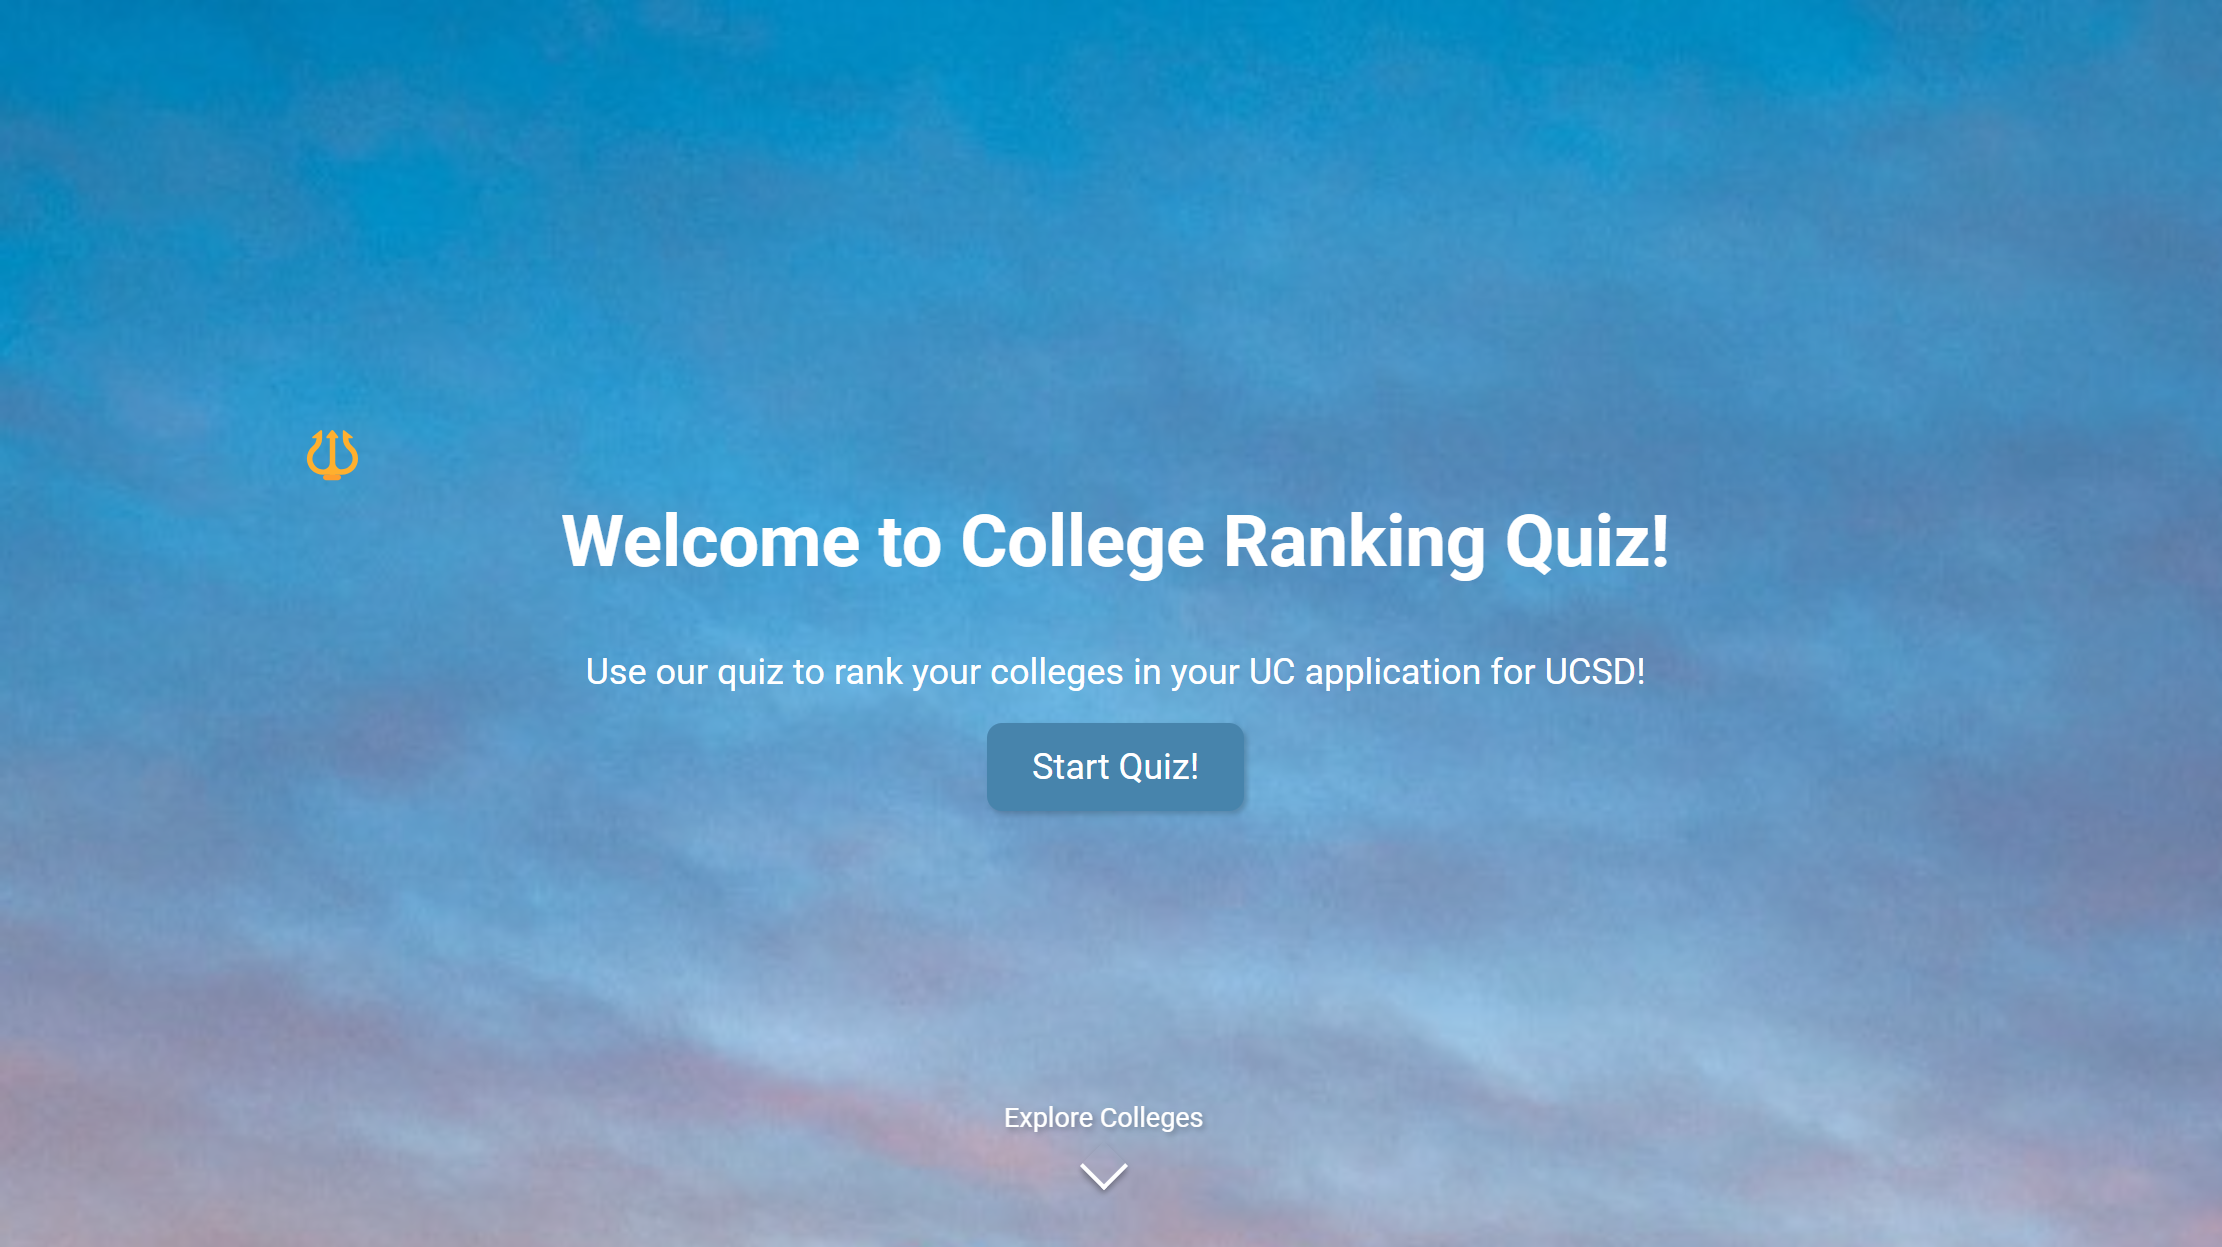 Welcome to College Ranking Quiz!
Use our quiz to rank your colleges in your UC application for UCSD!
Start Quiz!
Explore Colleges